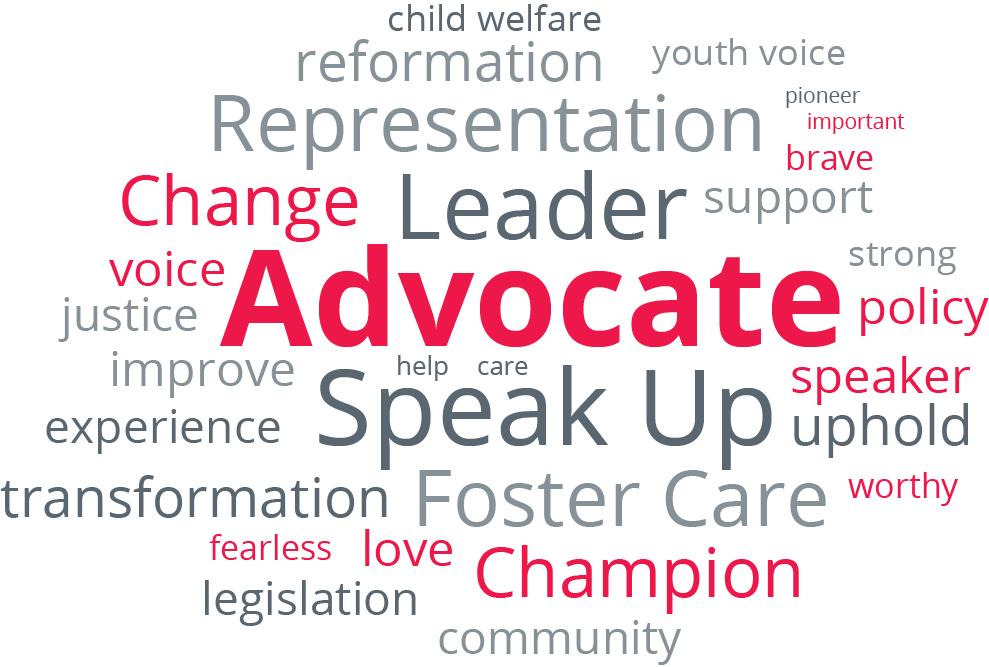 child welfare
reformation
youth voice
Representation
pioneer
important
brave
Change
Leader
support
voice
Advocate
strong
justice
policy
improve
help
care
speaker
experience
Speak Up
uphold
transformation
Foster Care
worthy
fearless
love
Champion
legislation
community